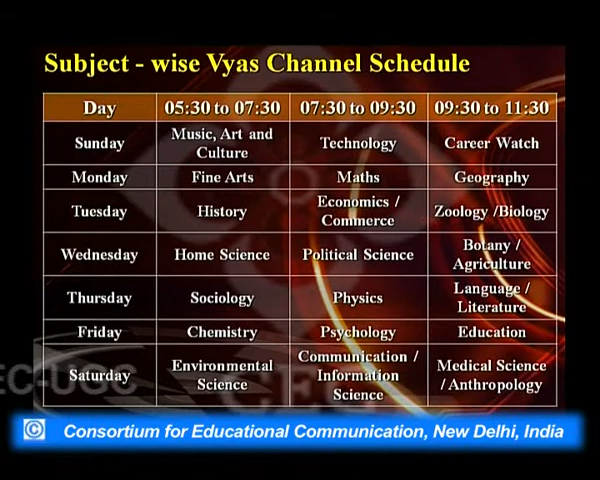 Subject - wise Vyas Channel Schedule
Day 05:30 to 07:30 07:30 to 09:30 09:30 to 11:30
Sunday Music, Art and Culture Technology Career Watch
Monday Fine Arts Maths Geography
Tuesday History Economics / Commerce Zoology /Biology
Wednesday Home Science Political Science Botany / Agriculture
Thursday Sociology Physics Language / Literature
Friday Chemistry Psychology Education
Saturday Environmental Science Communication / Information Science Medical Science / Anthropology
EC-UGC CEC
© Consortium for Educational Communication, New Delhi, India